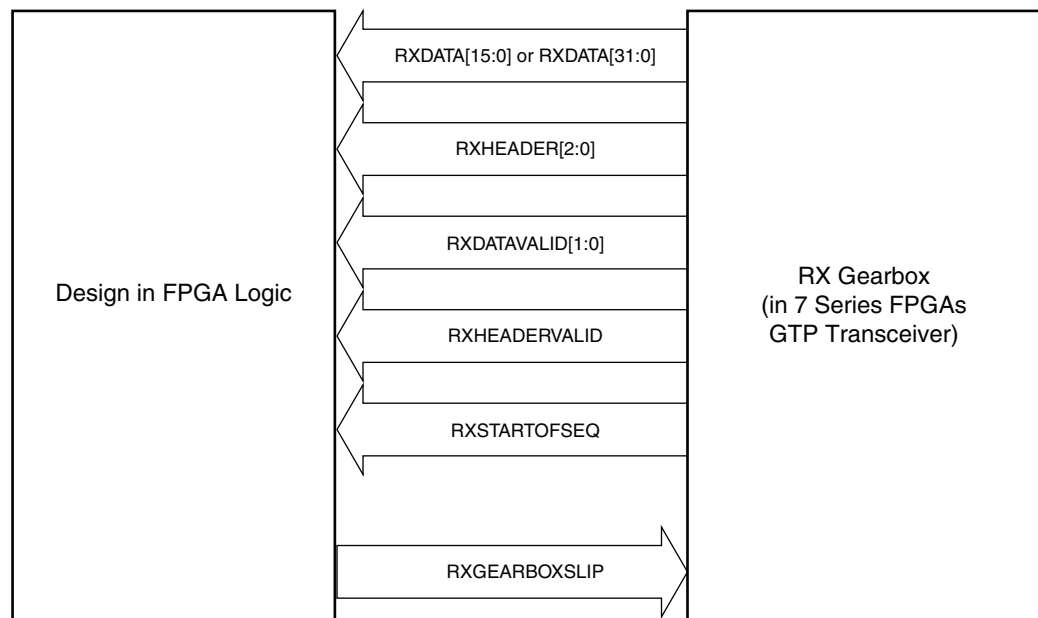 RXDATA[15:0] or RXDATA[31:0]
RXHEADER[2:0]
RXDATAVALID[1:0]
Design in FPGA Logic
RX Gearbox
(in 7 Series FPGAs
GTP Transceiver)
RXHEADERVALID
RXSTARTOFSEQ
RXGEARBOXSLIP